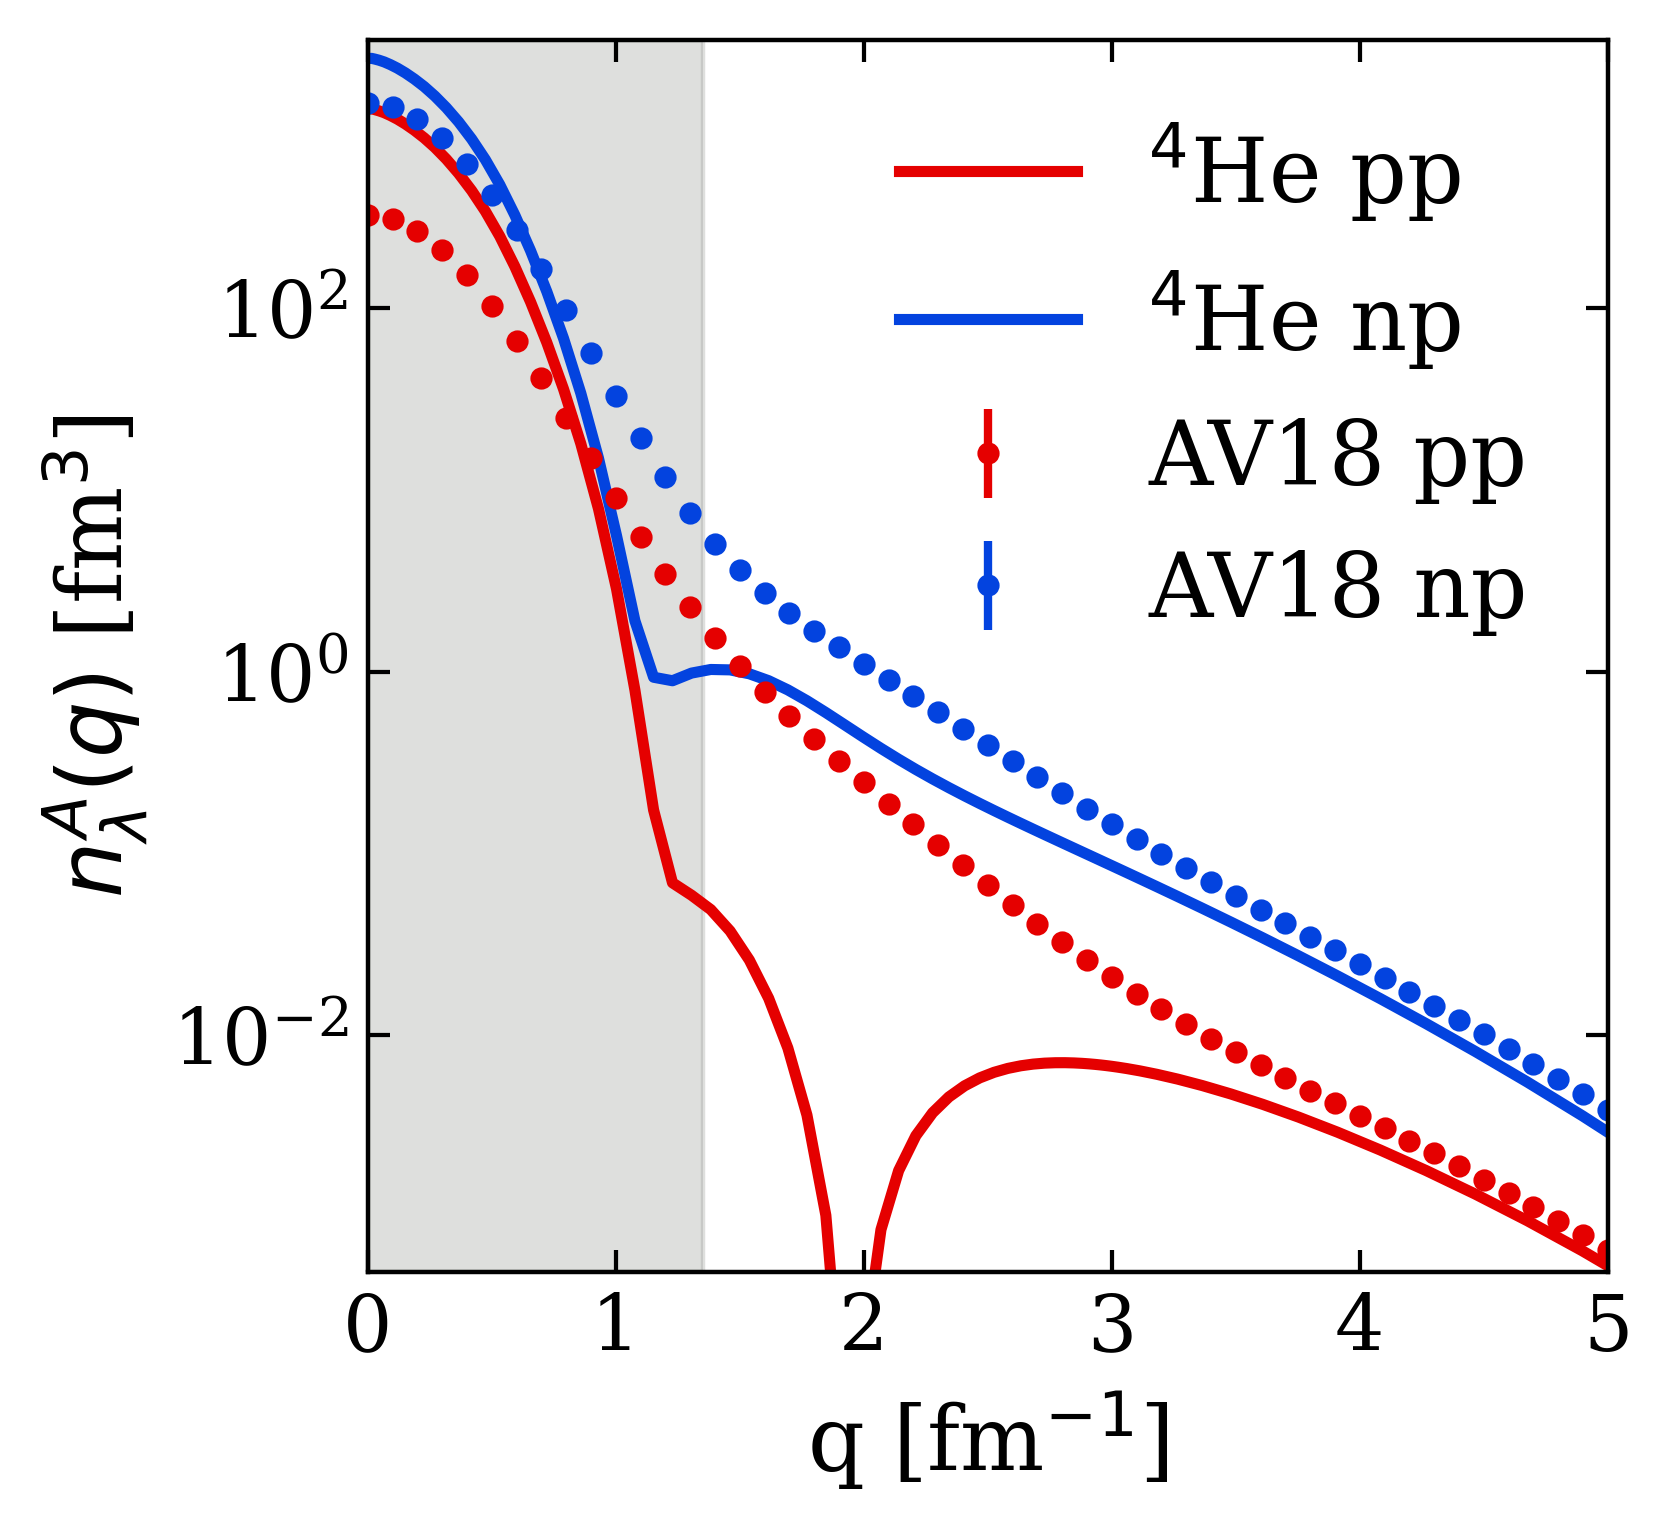 ⁴He pp
⁴He np
AV18 pp
AV18 np
n_λ^A(q) [fm³]
10²
10⁰
10⁻²
0 1 2 3 4 5
q [fm⁻¹]